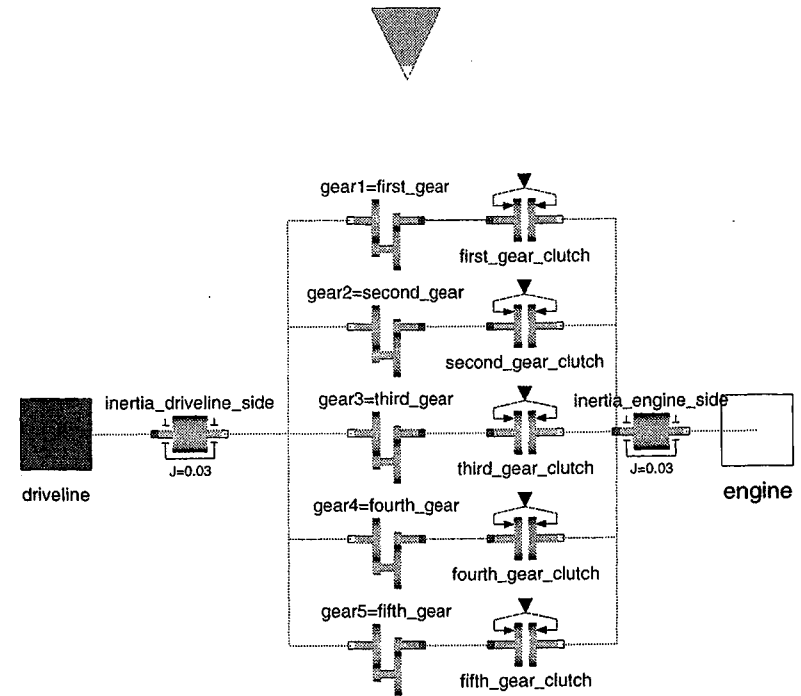 gear1=first_gear
first_gear_clutch
gear2=second_gear
second_gear_clutch
inertia_driveline_side
gear3=third_gear
inertia_engine_side
J=0.03
third_gear_clutch
J=0.03
driveline
engine
gear4=fourth_gear
fourth_gear_clutch
gear5=fifth_gear
fifth_gear_clutch